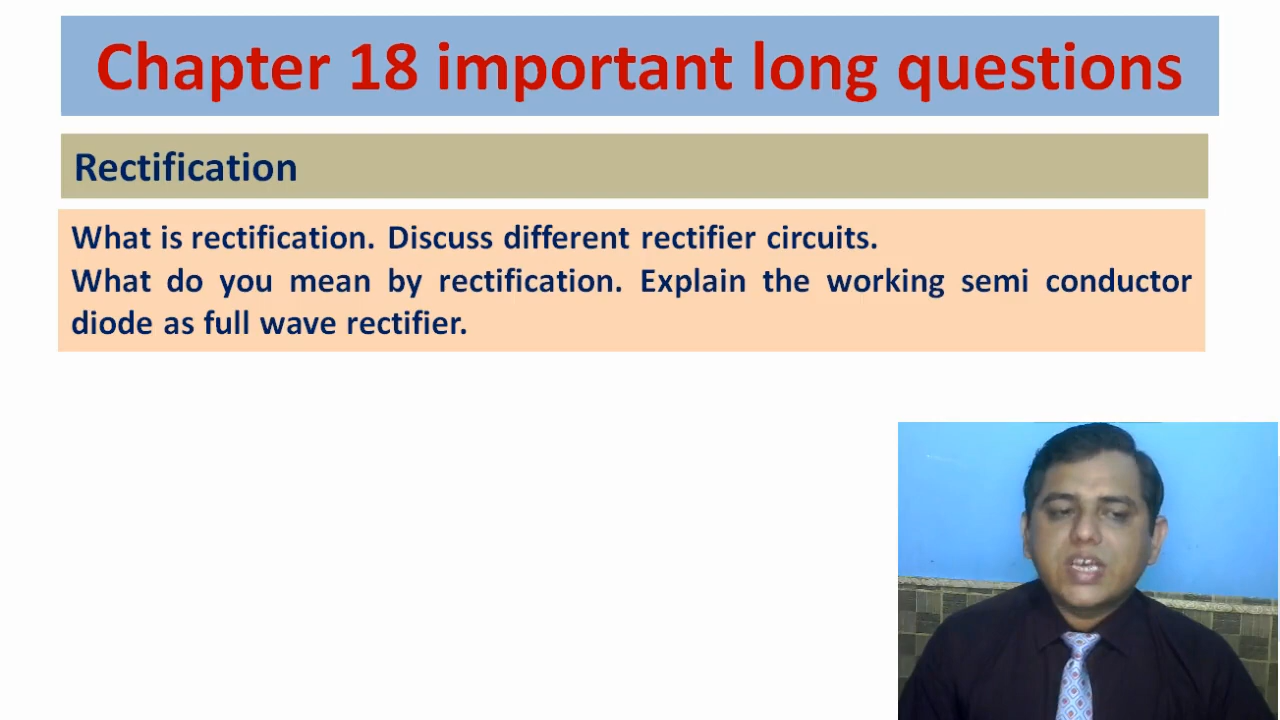 Chapter 18 important long questions
Rectification
What is rectification. Discuss different rectifier circuits.
What do you mean by rectification. Explain the working semi conductor
diode as full wave rectifier.